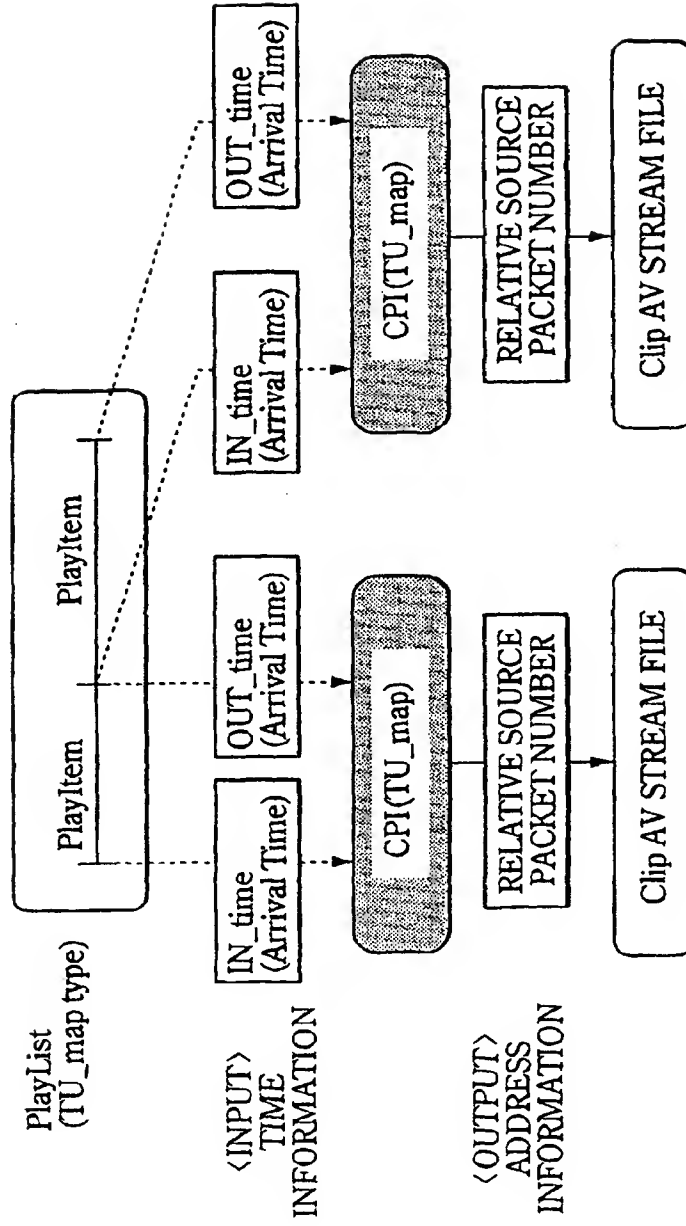 PlayList
(TU_map type)
PlayItem
PlayItem
<INPUT>
TIME
INFORMATION
IN_time
(Arrival Time)
OUT_time
(Arrival Time)
IN_time
(Arrival Time)
OUT_time
(Arrival Time)
CPI(TU_map)
CPI(TU_map)
<OUTPUT>
ADDRESS
INFORMATION
RELATIVE SOURCE
PACKET NUMBER
RELATIVE SOURCE
PACKET NUMBER
Clip AV STREAM FILE
Clip AV STREAM FILE